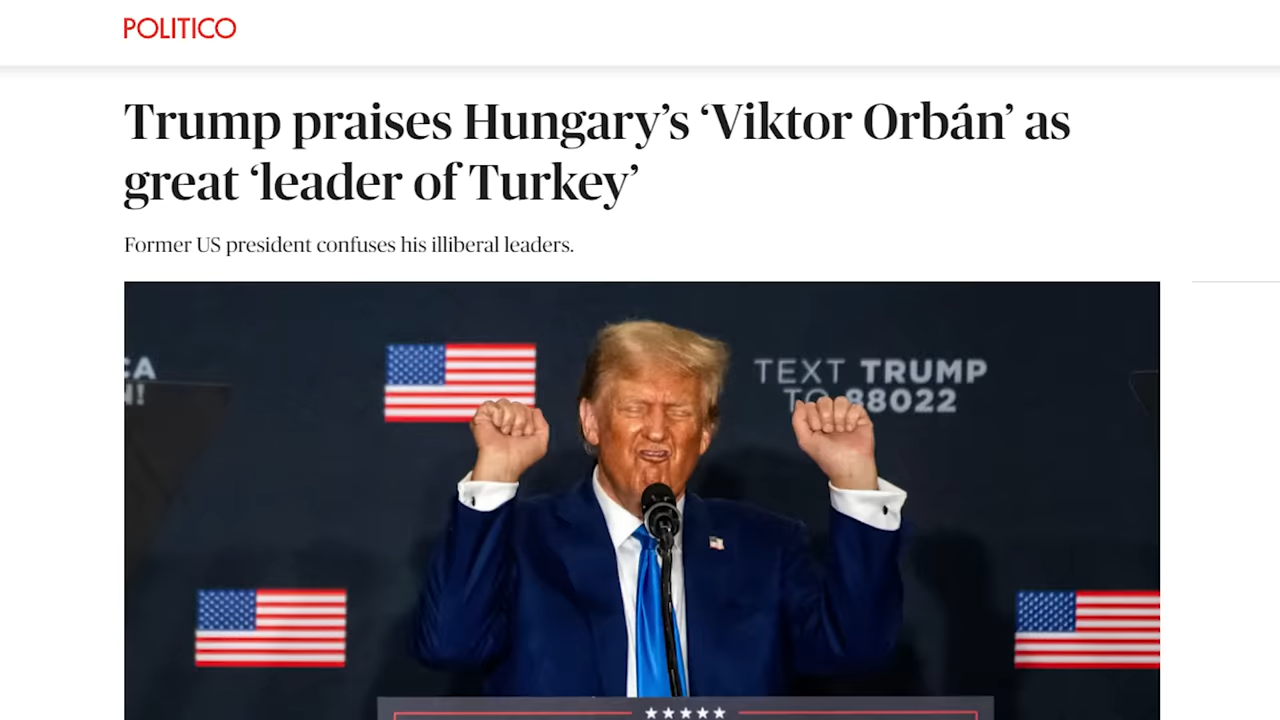 POLITICO
Trump praises Hungary’s ‘Viktor Orbán’ as
great ‘leader of Turkey’
Former US president confuses his illiberal leaders.
CA
N!
TEXT TRUMP
TO 88022